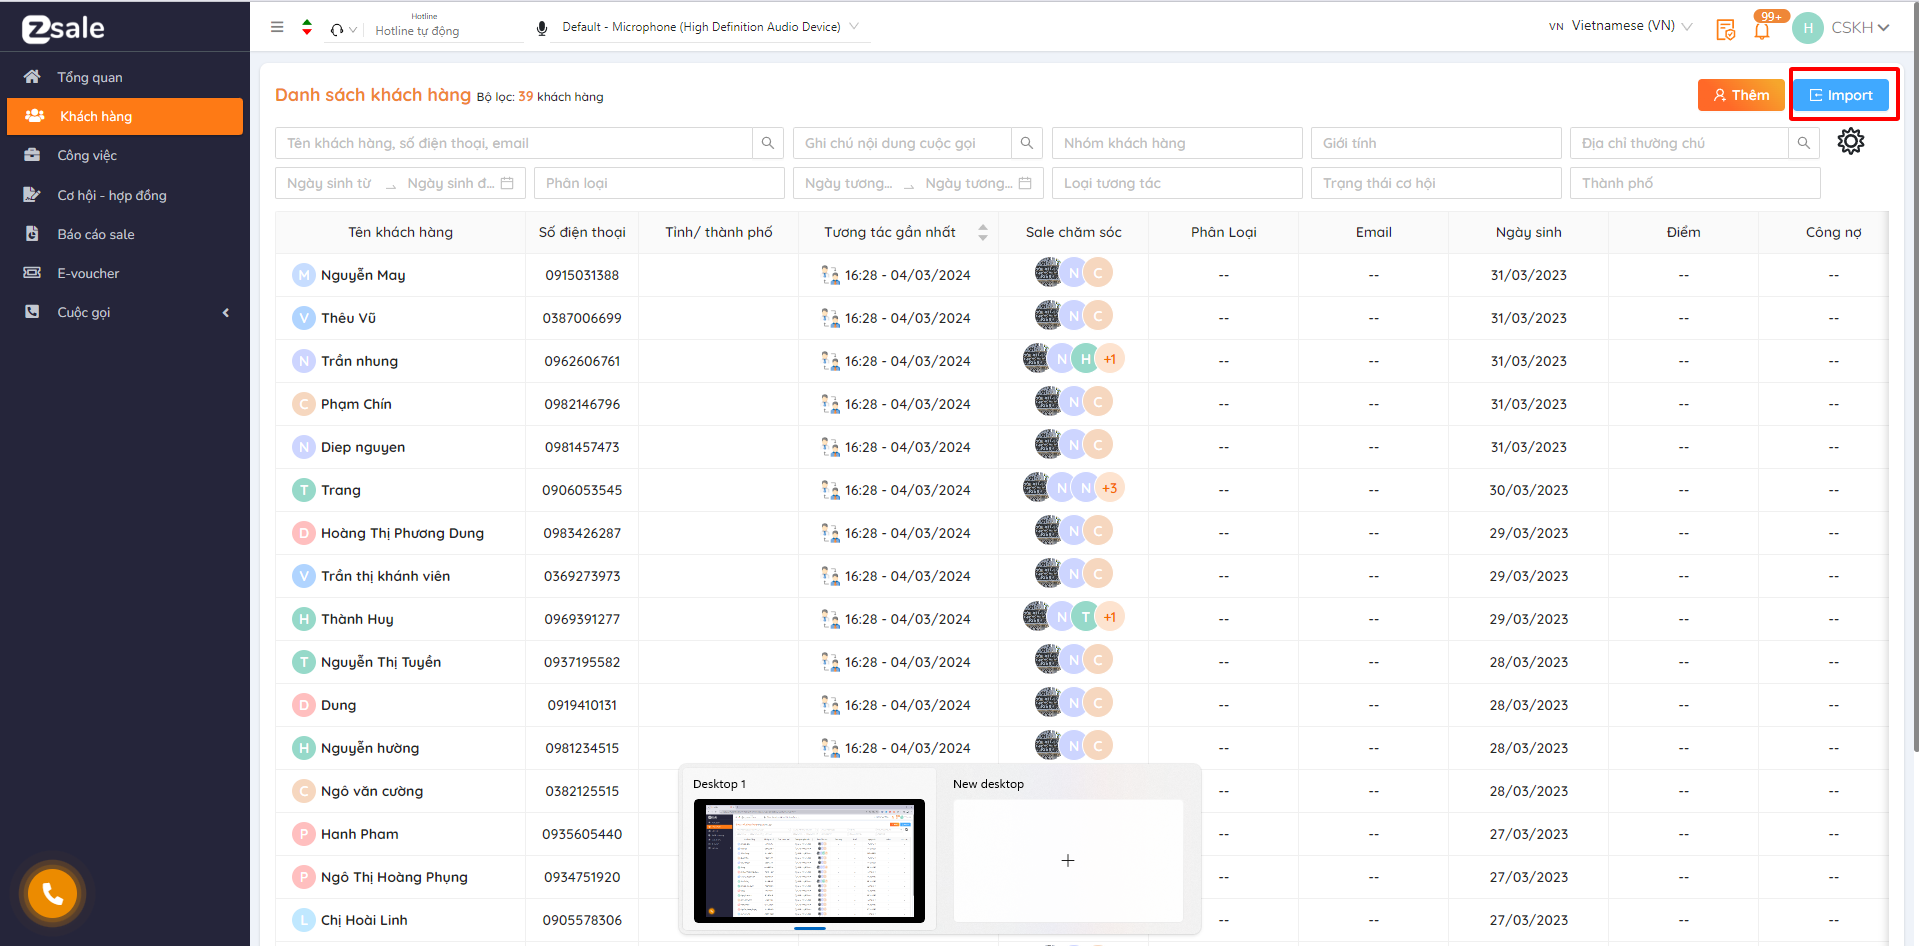 zsale
Hotline
Hotline tự động
Default - Microphone (High Definition Audio Device)
VN Vietnamese (VN)
99+
H CSKH
Tổng quan
Khách hàng
Công việc
Cơ hội - hợp đồng
Báo cáo sale
E-voucher
Cuộc gọi
Danh sách khách hàng Bộ lọc: 39 khách hàng
Thêm
Import
Tên khách hàng, số điện thoại, email
Ghi chú nội dung cuộc gọi
Nhóm khách hàng
Giới tính
Địa chỉ thường chú
Ngày sinh từ → Ngày sinh đ...
Phân loại
Ngày tương... → Ngày tương...
Loại tương tác
Trạng thái cơ hội
Thành phố
Tên khách hàng Số điện thoại Tỉnh/ thành phố Tương tác gần nhất Sale chăm sóc Phân Loại Email Ngày sinh Điểm Công nợ
M Nguyễn May 0915031388 16:28 - 04/03/2024 N C -- -- 31/03/2023 -- --
V Thêu Vũ 0387006699 16:28 - 04/03/2024 N C -- -- 31/03/2023 -- --
N Trần nhung 0962606761 16:28 - 04/03/2024 N H +1 -- -- 31/03/2023 -- --
C Phạm Chín 0982146796 16:28 - 04/03/2024 N C -- -- 31/03/2023 -- --
N Diep nguyen 0981457473 16:28 - 04/03/2024 N C -- -- 31/03/2023 -- --
T Trang 0906053545 16:28 - 04/03/2024 N N +3 -- -- 30/03/2023 -- --
D Hoàng Thị Phương Dung 0983426287 16:28 - 04/03/2024 N C -- -- 29/03/2023 -- --
V Trần thị khánh viên 0369273973 16:28 - 04/03/2024 N C -- -- 29/03/2023 -- --
H Thành Huy 0969391277 16:28 - 04/03/2024 N T +1 -- -- 29/03/2023 -- --
T Nguyễn Thị Tuyền 0937195582 16:28 - 04/03/2024 N C -- -- 28/03/2023 -- --
D Dung 0919410131 16:28 - 04/03/2024 N C -- -- 28/03/2023 -- --
H Nguyễn hường 0981234515 16:28 - 04/03/2024 N C -- -- 28/03/2023 -- --
C Ngô văn cường 0382125515 -- -- 28/03/2023 -- --
P Hanh Pham 0935605440 -- -- 27/03/2023 -- --
P Ngô Thị Hoàng Phụng 0934751920 -- -- 27/03/2023 -- --
L Chị Hoài Linh 0905578306 -- -- 27/03/2023 -- --
Desktop 1
New desktop